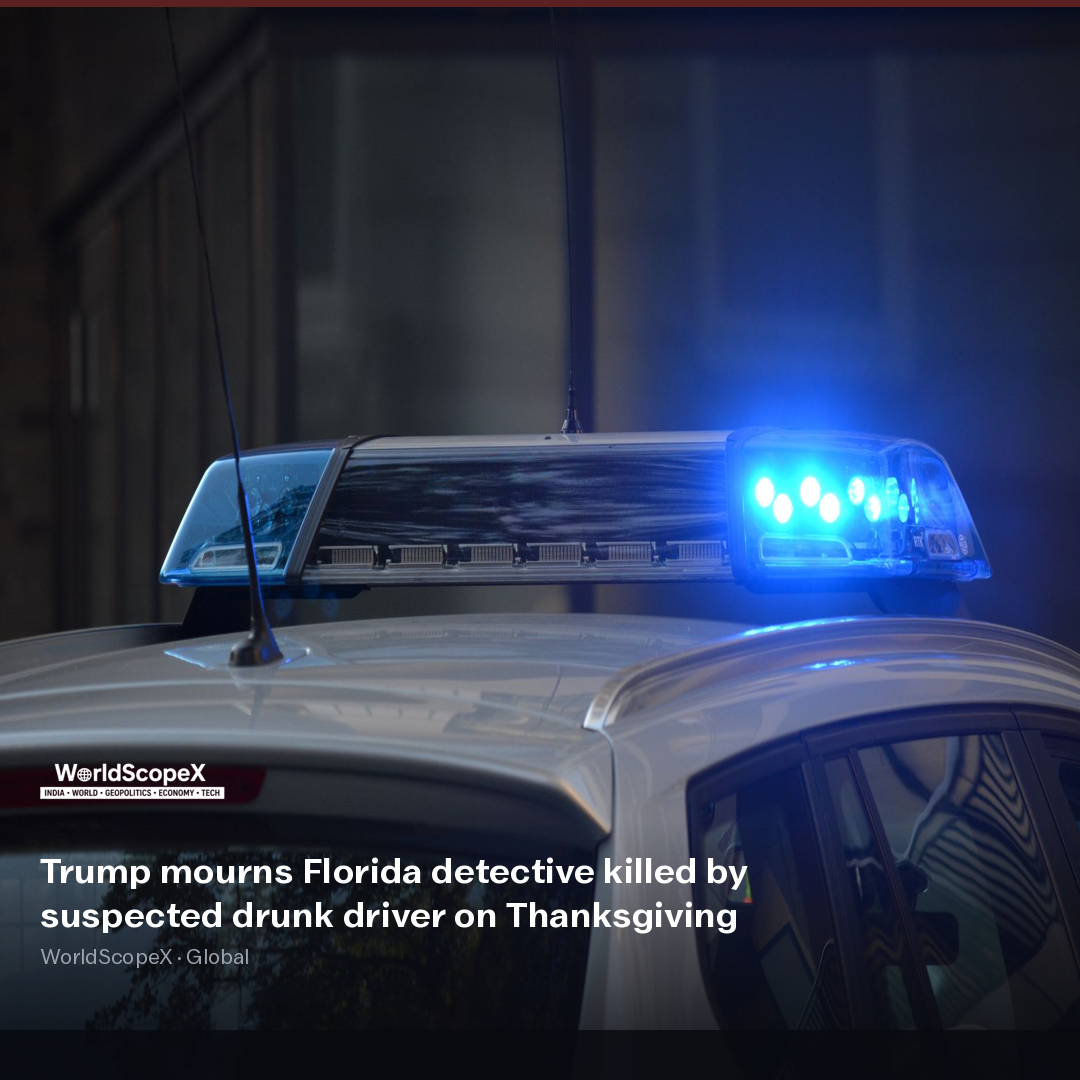 WorldScopeX
INDIA • WORLD • GEOPOLITICS • ECONOMY • TECH
Trump mourns Florida detective killed by
suspected drunk driver on Thanksgiving
WorldScopeX · Global